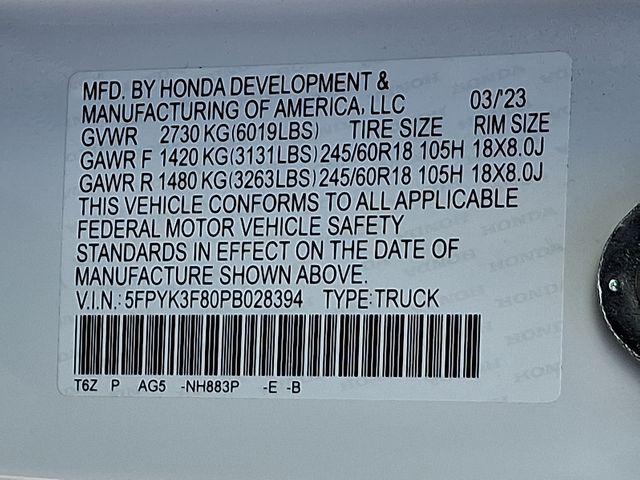 MFD. BY HONDA DEVELOPMENT &
MANUFACTURING OF AMERICA, LLC 03/'23
GVWR 2730 KG(6019LBS) TIRE SIZE RIM SIZE
GAWR F 1420 KG(3131LBS) 245/60R18 105H 18X8.0J
GAWR R 1480 KG(3263LBS) 245/60R18 105H 18X8.0J
THIS VEHICLE CONFORMS TO ALL APPLICABLE
FEDERAL MOTOR VEHICLE SAFETY
STANDARDS IN EFFECT ON THE DATE OF
MANUFACTURE SHOWN ABOVE.
V.I.N.: 5FPYK3F80PB028394 TYPE: TRUCK
T6Z P AG5 -NH883P -E -B